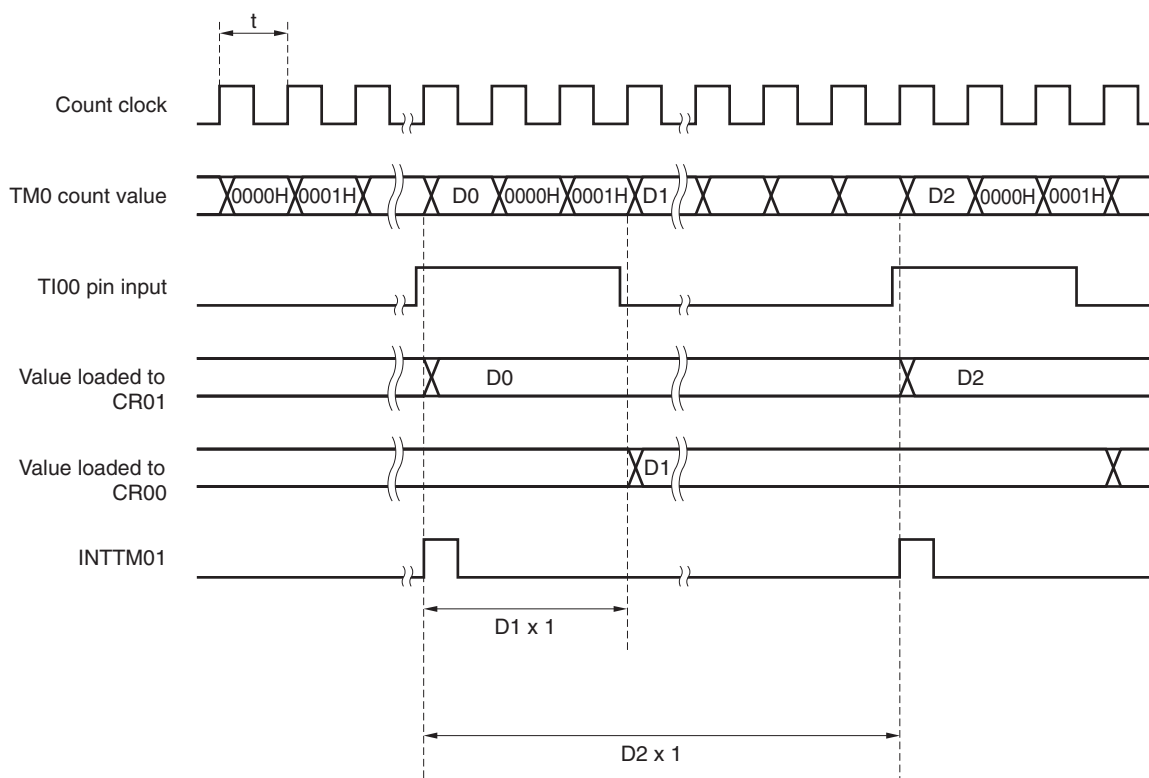 t
Count clock
TM0 count value
0000H 0001H D0 0000H 0001H D1 D2 0000H 0001H
TI00 pin input
Value loaded to
CR01
D0 D2
Value loaded to
CR00
D1
INTTM01
D1 x 1
D2 x 1